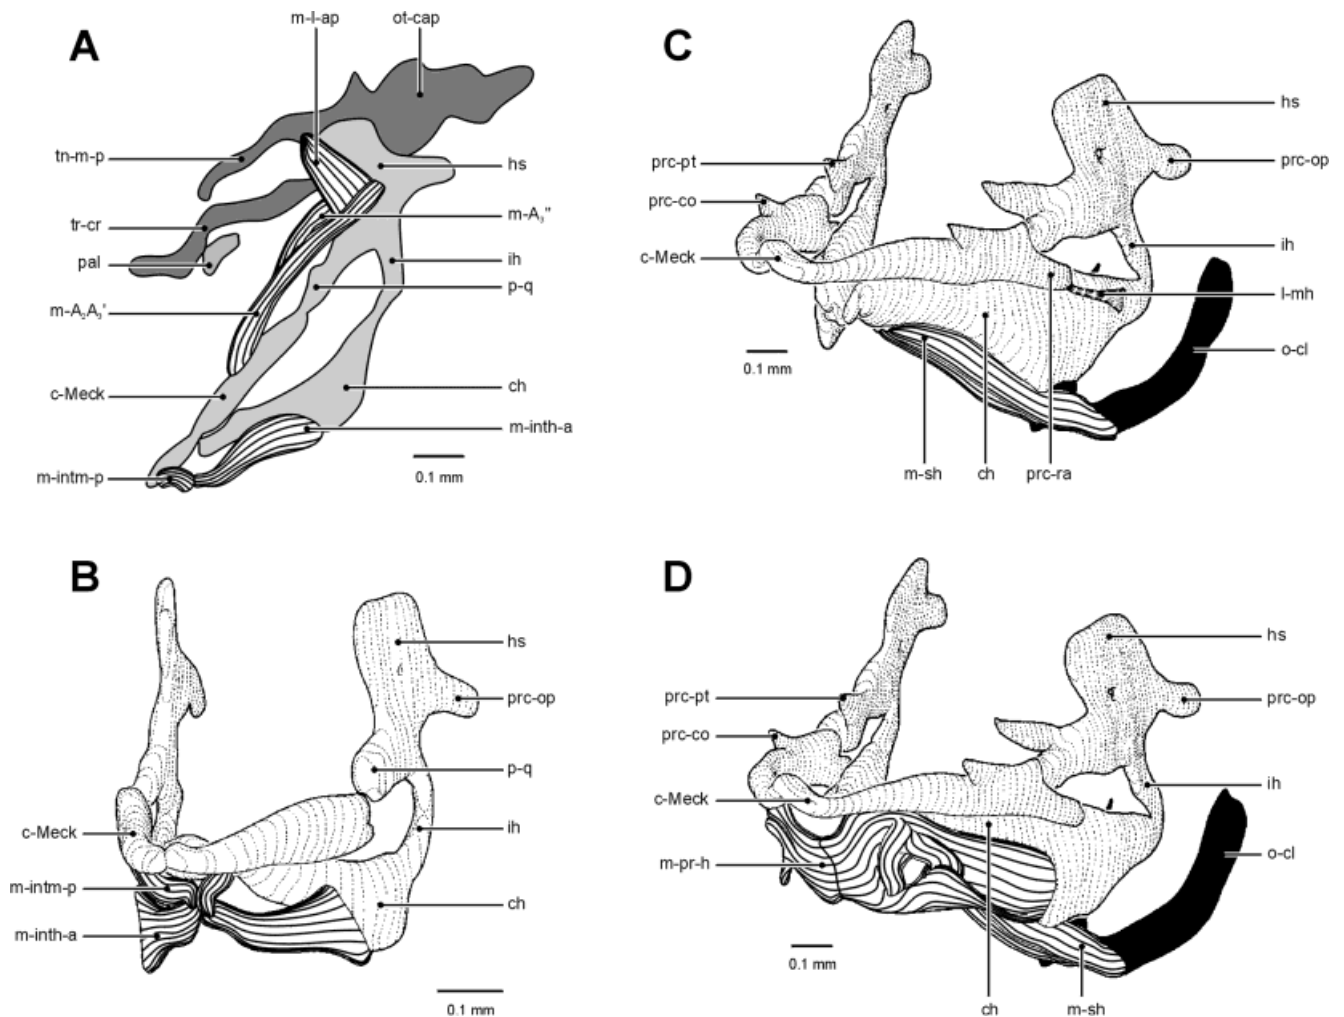 A
m-l-ap
ot-cap
tn-m-p
hs
tr-cr
m-A₃"
pal
ih
p-q
m-A₂A₃'
c-Meck
ch
m-inth-a
m-intm-p
0.1 mm
B
hs
prc-op
p-q
c-Meck
ih
m-intm-p
ch
m-inth-a
0.1 mm
C
hs
prc-pt
prc-op
prc-co
c-Meck
ih
l-mh
o-cl
0.1 mm
m-sh
ch
prc-ra
D
hs
prc-pt
prc-op
prc-co
c-Meck
ih
m-pr-h
o-cl
0.1 mm
ch
m-sh